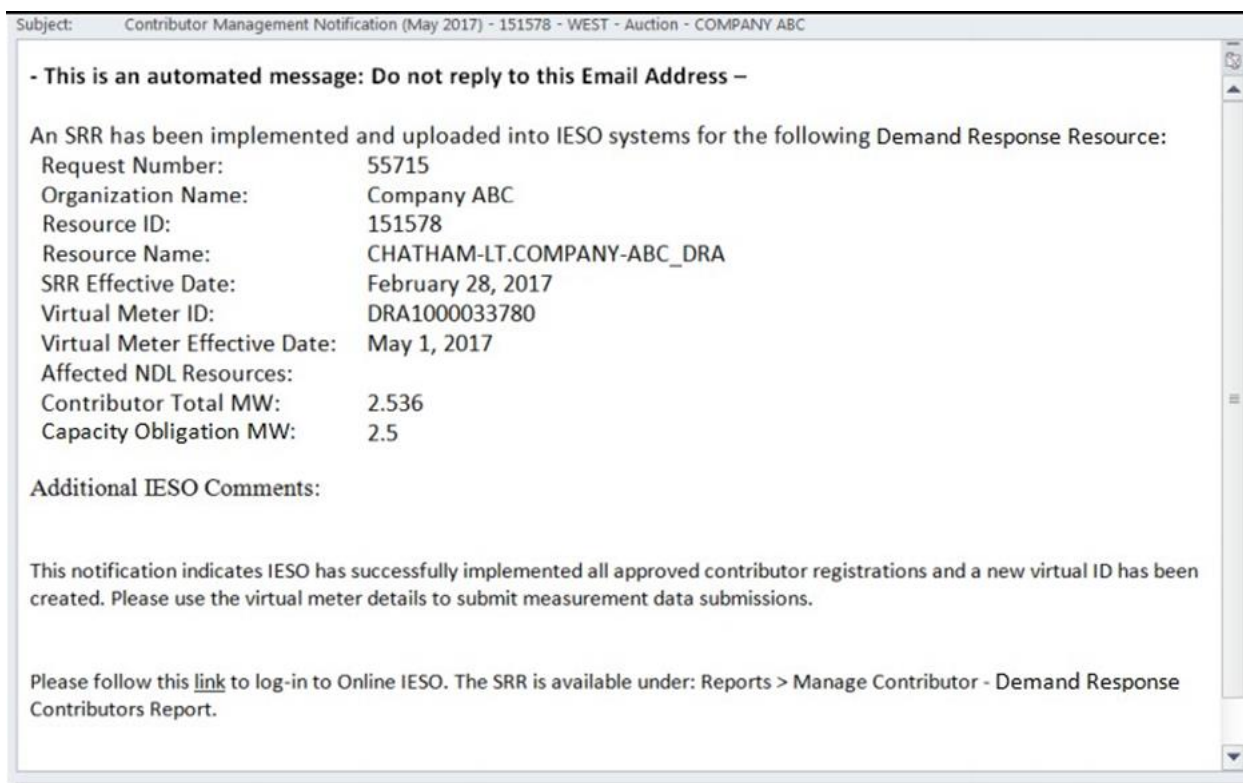 Subject: Contributor Management Notification (May 2017) - 151578 - WEST - Auction - COMPANY ABC
- This is an automated message: Do not reply to this Email Address –
An SRR has been implemented and uploaded into IESO systems for the following Demand Response Resource:
Request Number: 55715
Organization Name: Company ABC
Resource ID: 151578
Resource Name: CHATHAM-LT.COMPANY-ABC_DRA
SRR Effective Date: February 28, 2017
Virtual Meter ID: DRA1000033780
Virtual Meter Effective Date: May 1, 2017
Affected NDL Resources:
Contributor Total MW: 2.536
Capacity Obligation MW: 2.5
Additional IESO Comments:
This notification indicates IESO has successfully implemented all approved contributor registrations and a new virtual ID has been
created. Please use the virtual meter details to submit measurement data submissions.
Please follow this link to log-in to Online IESO. The SRR is available under: Reports > Manage Contributor - Demand Response
Contributors Report.